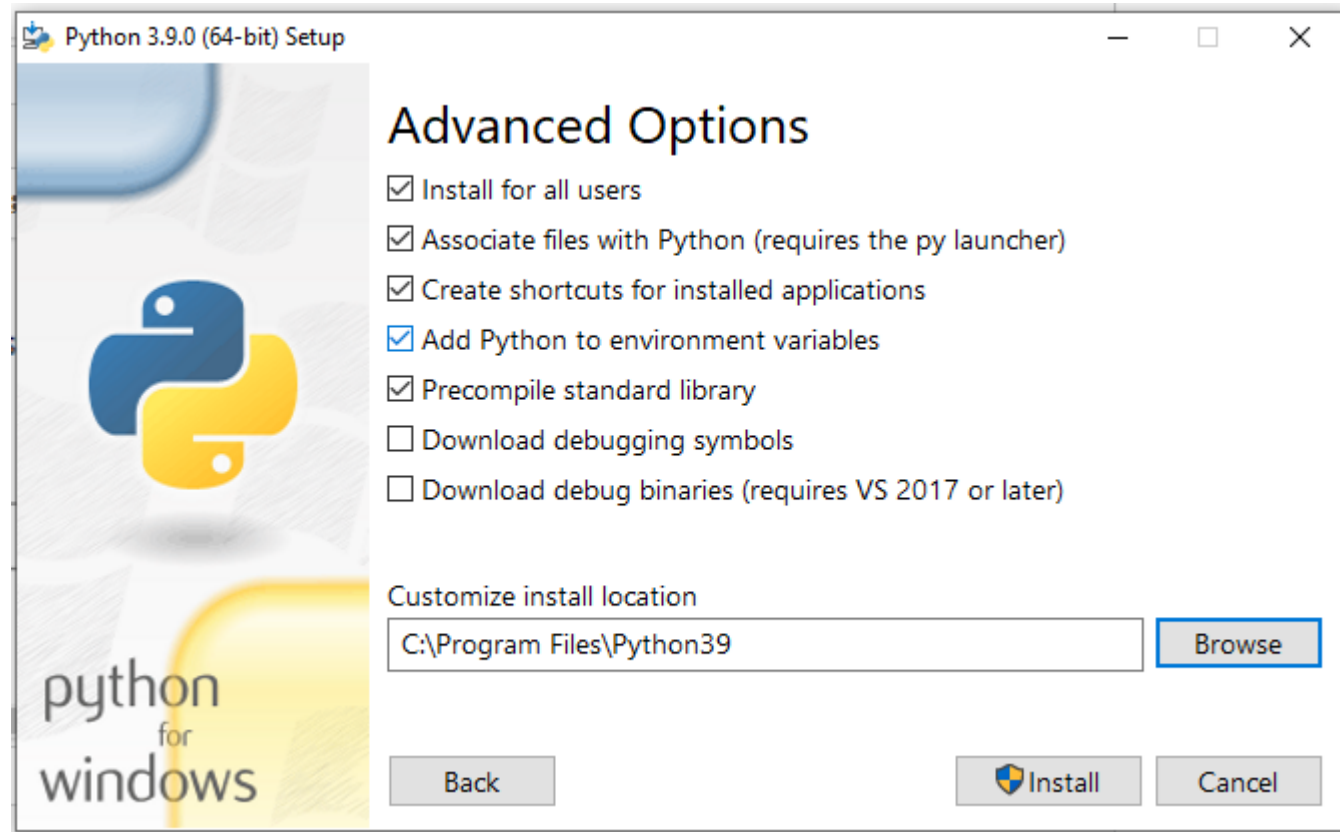 Python 3.9.0 (64-bit) Setup
Advanced Options
Install for all users
Associate files with Python (requires the py launcher)
Create shortcuts for installed applications
Add Python to environment variables
Precompile standard library
Download debugging symbols
Download debug binaries (requires VS 2017 or later)
Customize install location
C:\Program Files\Python39
Browse
python
for
windows
Back
Install
Cancel